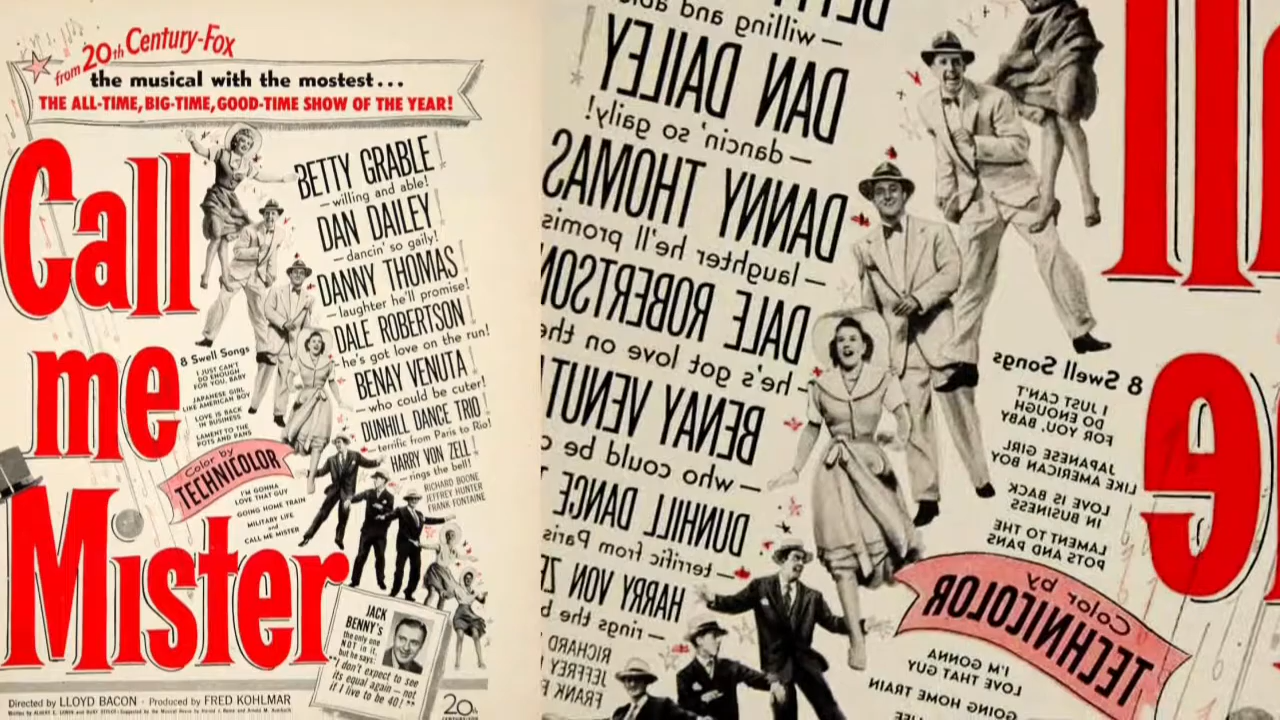 from 20th Century-Fox
the musical with the mostest...
THE ALL-TIME, BIG-TIME, GOOD-TIME SHOW OF THE YEAR!
Call
me
Mister
BETTY GRABLE
— willing and able!
DAN DAILEY
— dancin' so gaily!
DANNY THOMAS
— laughter he'll promise!
DALE ROBERTSON
— he's got love on the run!
BENAY VENUTA
— who could be cuter!
DUNHILL DANCE TRIO
— terrific from Paris to Rio!
HARRY VON ZELL
— rings the bell!
RICHARD BOONE
JEFFREY HUNTER
FRANK FONTAINE
8 Swell Songs
I JUST CAN'T
DO ENOUGH
FOR YOU, BABY
JAPANESE GIRL
LIKE AMERICAN BOY
LOVE IS BACK
IN BUSINESS
LAMENT TO THE
POTS AND PANS
Color by
TECHNICOLOR
I'M GONNA
LOVE THAT GUY
GOING HOME TRAIN
MILITARY LIFE
and
CALL ME MISTER
JACK
BENNY'S
the only one
NOT in it,
but he says:
"I don't expect to see
its equal again — not
if I live to be 40!"
Directed by LLOYD BACON · Produced by FRED KOHLMAR
20th
CENTURY-FOX
willing and able
DAN DAILEY
— dancin' so gaily!
DANNY THOMAS
— laughter he'll promis
DALE ROBERTSON
— he's got love on the
BENAY VENUT
— who could be c
DUNHILL DANCE
— terrific from Paris
HARRY VON ZE
— rings the b
RICHARD
JEFFREY
FRANK F
8 Swell Songs
I JUST CAN'T
DO ENOUGH
FOR YOU, BABY
JAPANESE GIRL
LIKE AMERICAN BOY
LOVE IS BACK
IN BUSINESS
LAMENT TO THE
POTS AND PANS
Color by
TECHNICOLOR
I'M GONNA
LOVE THAT GUY
GOING HOME TRAIN